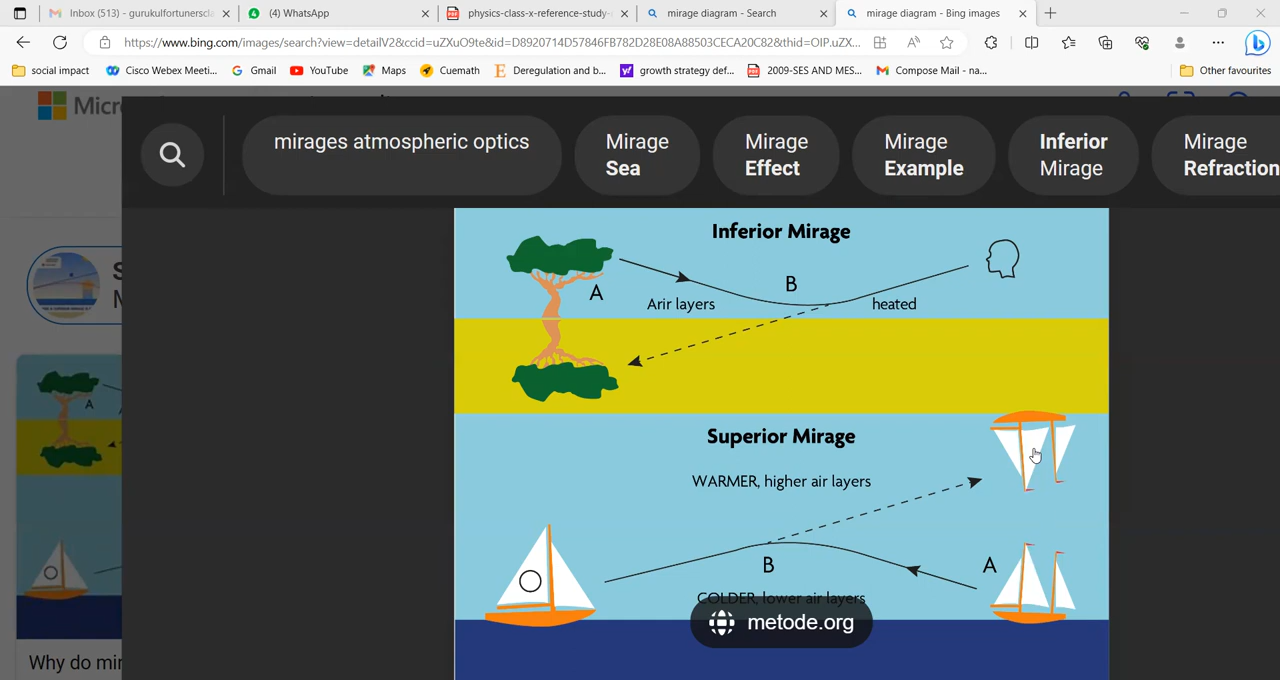 Inbox (513) - gurukulfortunerscl
(4) WhatsApp
physics-class-x-reference-study-
mirage diagram - Search
mirage diagram - Bing images
https://www.bing.com/images/search?view=detailV2&ccid=uZXuO9te&id=D8920714D57846FB782D28E08A88503CECA20C82&thid=OIP.uZX...
social impact
Cisco Webex Meeti...
Gmail
YouTube
Maps
Cuemath
Deregulation and b...
growth strategy def...
2009-SES AND MES...
Compose Mail - na...
Other favourites
Micr
mirages atmospheric optics
Mirage
Sea
Mirage
Effect
Mirage
Example
Inferior
Mirage
Mirage
Refraction
Inferior Mirage
A
B
Arir layers
heated
Superior Mirage
WARMER, higher air layers
B
A
COLDER, lower air layers
metode.org
S
M
A
Why do mir